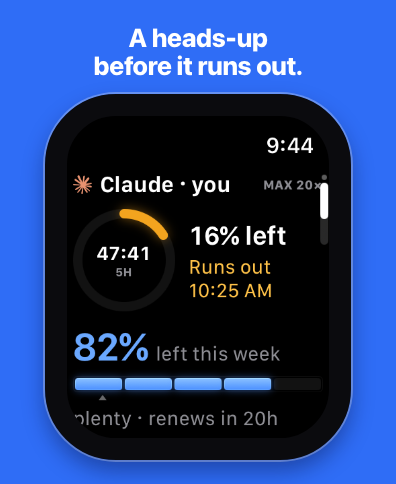 A heads-up
before it runs out.
9:44
Claude · you MAX 20x
47:41
5H
16% left
Runs out
10:25 AM
82% left this week
plenty · renews in 20h